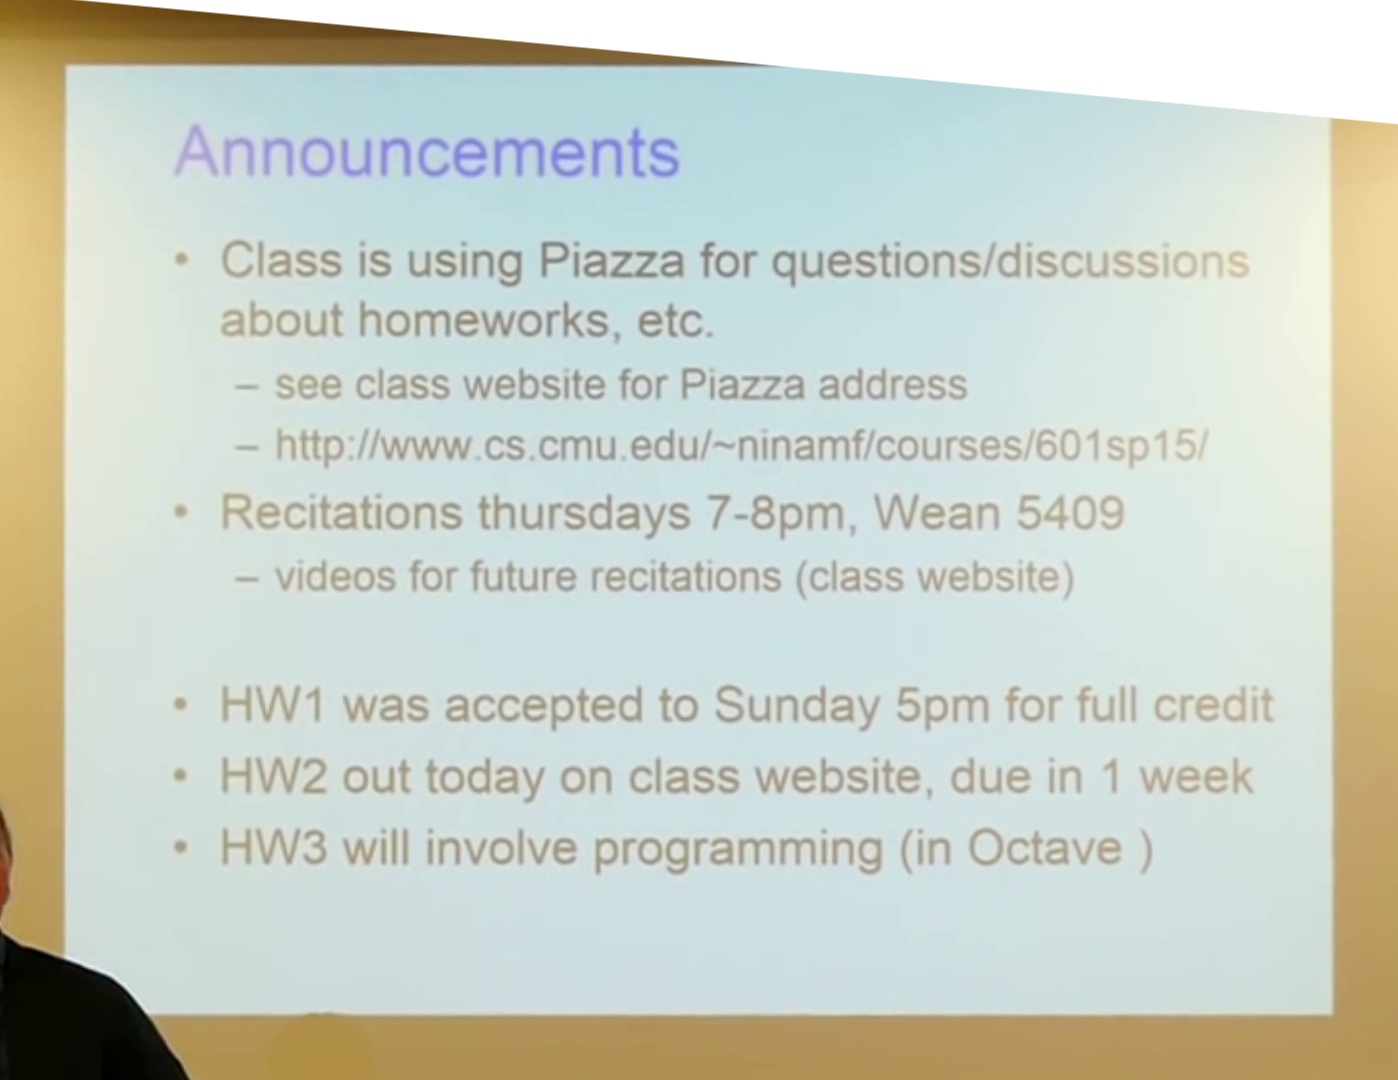 Announcements
• Class is using Piazza for questions/discussions
about homeworks, etc.
– see class website for Piazza address
– http://www.cs.cmu.edu/~ninamf/courses/601sp15/
• Recitations thursdays 7-8pm, Wean 5409
– videos for future recitations (class website)
• HW1 was accepted to Sunday 5pm for full credit
• HW2 out today on class website, due in 1 week
• HW3 will involve programming (in Octave )